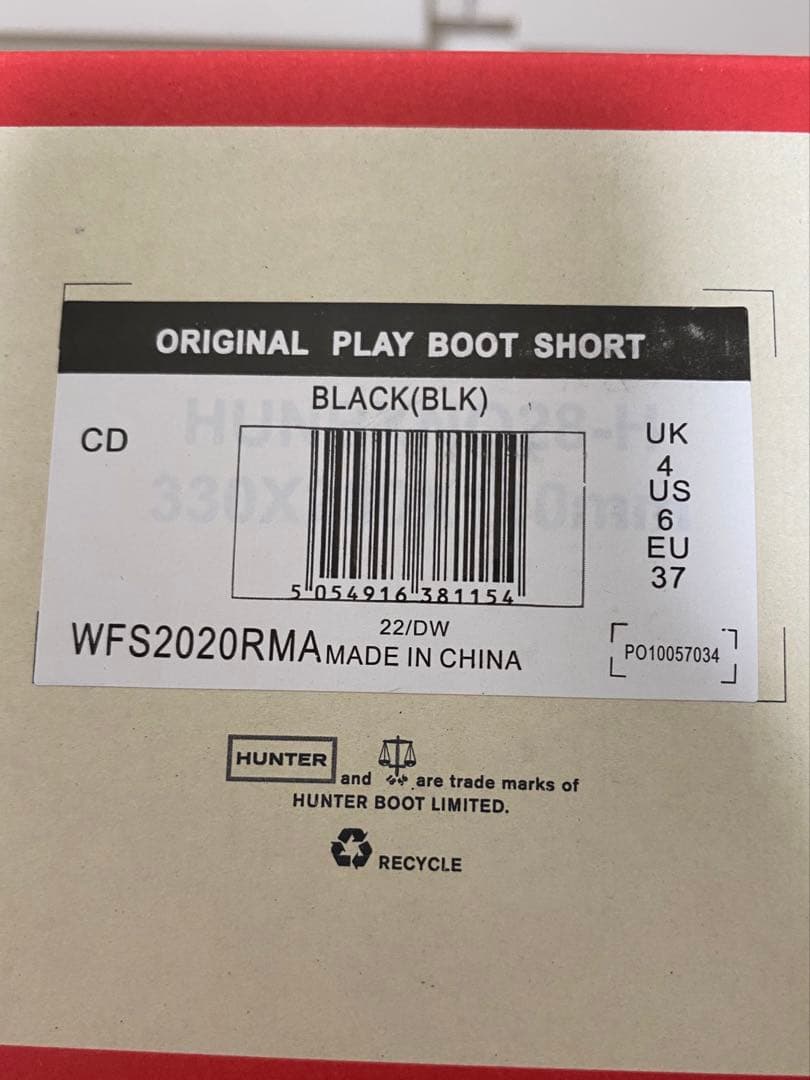 ORIGINAL PLAY BOOT SHORT
BLACK(BLK)
CD
UK
4
US
6
EU
37
5 054916 381154
22/DW
WFS2020RMA MADE IN CHINA
PO10057034
HUNTER and are trade marks of
HUNTER BOOT LIMITED.
RECYCLE